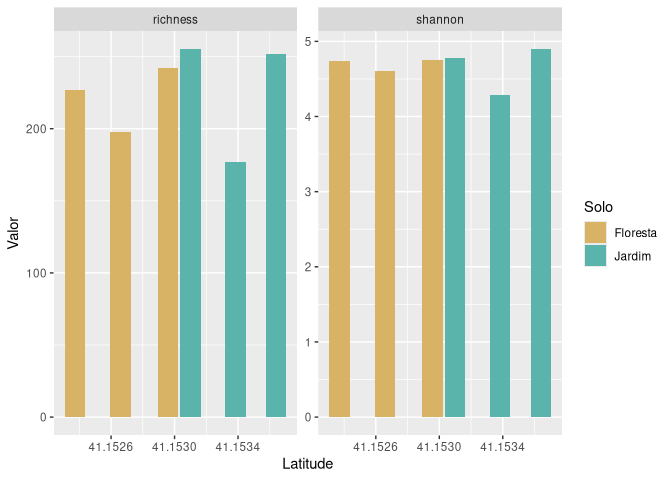 richness
shannon
Valor
200
100
0
5
4
3
2
1
0
41.1526
41.1530
41.1534
41.1526
41.1530
41.1534
Latitude
Solo
Floresta
Jardim